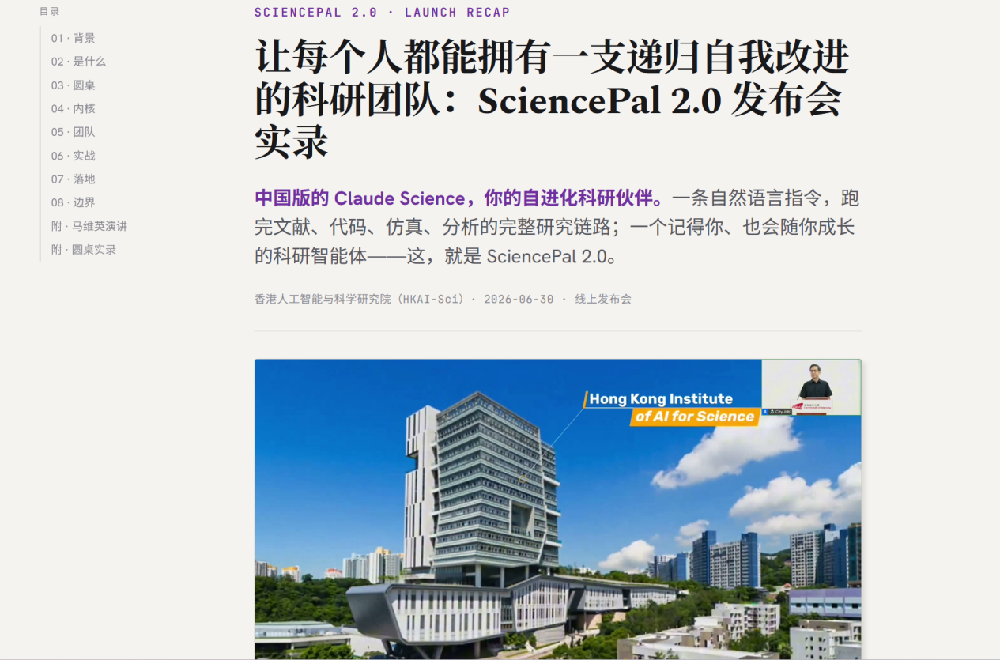 目录
01 · 背景
02 · 是什么
03 · 圆桌
04 · 内核
05 · 团队
06 · 实战
07 · 落地
08 · 边界
附 · 马维英演讲
附 · 圆桌实录
SCIENCEPAL 2.0 · LAUNCH RECAP
让每个人都能拥有一支递归自我改进
的科研团队：SciencePal 2.0 发布会
实录
中国版的 Claude Science，你的自进化科研伙伴。一条自然语言指令，跑
完文献、代码、仿真、分析的完整研究链路；一个记得你、也会随你成长
的科研智能体——这，就是 SciencePal 2.0。
香港人工智能与科学研究院（HKAI-Sci）· 2026-06-30 · 线上发布会
Hong Kong Institute
of AI for Science
CityUHK